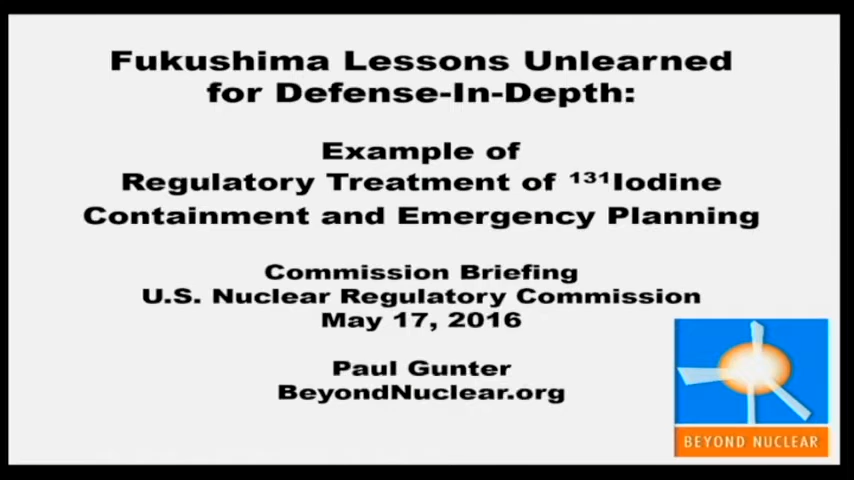 Fukushima Lessons Unlearned
for Defense-In-Depth:
Example of
Regulatory Treatment of ¹³¹Iodine
Containment and Emergency Planning
Commission Briefing
U.S. Nuclear Regulatory Commission
May 17, 2016
Paul Gunter
BeyondNuclear.org
BEYOND NUCLEAR